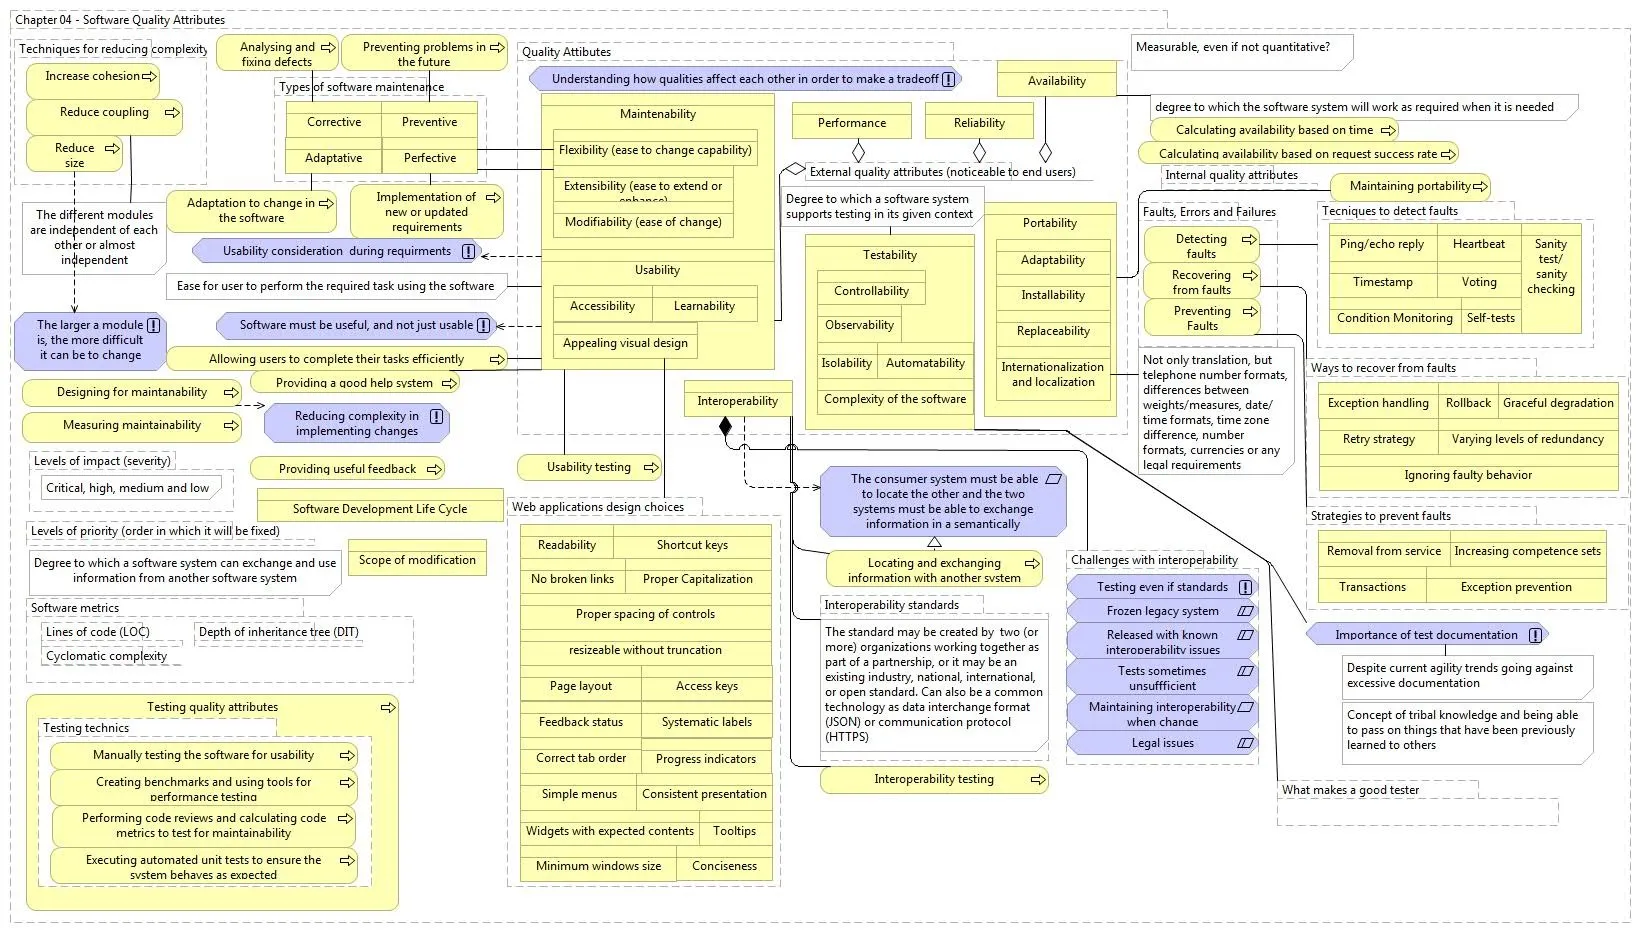 Chapter 04 - Software Quality Attributes
Techniques for reducing complexity
Increase cohesion
Reduce coupling
Reduce
size
The different modules
are independent of each
other or almost
independent
The larger a module
is, the more difficult
it can be to change
Analysing and
fixing defects
Preventing problems in
the future
Types of software maintenance
Corrective
Preventive
Adaptative
Perfective
Adaptation to change in
the software
Implementation of
new or updated
requirements
Usability consideration during requirments
Ease for user to perform the required task using the software
Software must be useful, and not just usable
Allowing users to complete their tasks efficiently
Providing a good help system
Designing for maintanability
Measuring maintainability
Reducing complexity in
implementing changes
Providing useful feedback
Levels of impact (severity)
Critical, high, medium and low
Software Development Life Cycle
Levels of priority (order in which it will be fixed)
Degree to which a software system can exchange and use
information from another software system
Scope of modification
Software metrics
Lines of code (LOC)
Depth of inheritance tree (DIT)
Cyclomatic complexity
Testing quality attributes
Testing technics
Manually testing the software for usability
Creating benchmarks and using tools for
performance testing
Performing code reviews and calculating code
metrics to test for maintainability
Executing automated unit tests to ensure the
system behaves as expected
Quality Attibutes
Understanding how qualities affect each other in order to make a tradeoff
Maintenability
Flexibility (ease to change capability)
Extensibility (ease to extend or
enhance)
Modifiability (ease of change)
Usability
Accessibility
Learnability
Appealing visual design
Performance
Reliability
Availability
External quality attributes (noticeable to end users)
Degree to which a software system
supports testing in its given context
Testability
Controllability
Observability
Isolability
Automatability
Complexity of the software
Portability
Adaptability
Installability
Replaceability
Internationalization
and localization
Interoperability
Usability testing
Web applications design choices
Readability
Shortcut keys
No broken links
Proper Capitalization
Proper spacing of controls
resizeable without truncation
Page layout
Access keys
Feedback status
Systematic labels
Correct tab order
Progress indicators
Simple menus
Consistent presentation
Widgets with expected contents
Tooltips
Minimum windows size
Conciseness
The consumer system must be able
to locate the other and the two
systems must be able to exchange
information in a semantically
Locating and exchanging
information with another system
Interoperability standards
The standard may be created by two (or
more) organizations working together as
part of a partnership, or it may be an
existing industry, national, international,
or open standard. Can also be a common
technology as data interchange format
(JSON) or communication protocol
(HTTPS)
Interoperability testing
Challenges with interoperability
Testing even if standards
Frozen legacy system
Released with known
interoperability issues
Tests sometimes
unsuffficient
Maintaining interoperability
when change
Legal issues
Measurable, even if not quantitative?
degree to which the software system will work as required when it is needed
Calculating availability based on time
Calculating availability based on request success rate
Internal quality attributes
Maintaining portability
Faults, Errors and Failures
Detecting
faults
Recovering
from faults
Preventing
Faults
Not only translation, but
telephone number formats,
differences between
weights/measures, date/
time formats, time zone
difference, number
formats, currencies or any
legal requirements
Tecniques to detect faults
Ping/echo reply
Heartbeat
Sanity
test/
sanity
checking
Timestamp
Voting
Condition Monitoring
Self-tests
Ways to recover from faults
Exception handling
Rollback
Graceful degradation
Retry strategy
Varying levels of redundancy
Ignoring faulty behavior
Strategies to prevent faults
Removal from service
Increasing competence sets
Transactions
Exception prevention
Importance of test documentation
Despite current agility trends going against
excessive documentation
Concept of tribal knowledge and being able
to pass on things that have been previously
learned to others
What makes a good tester